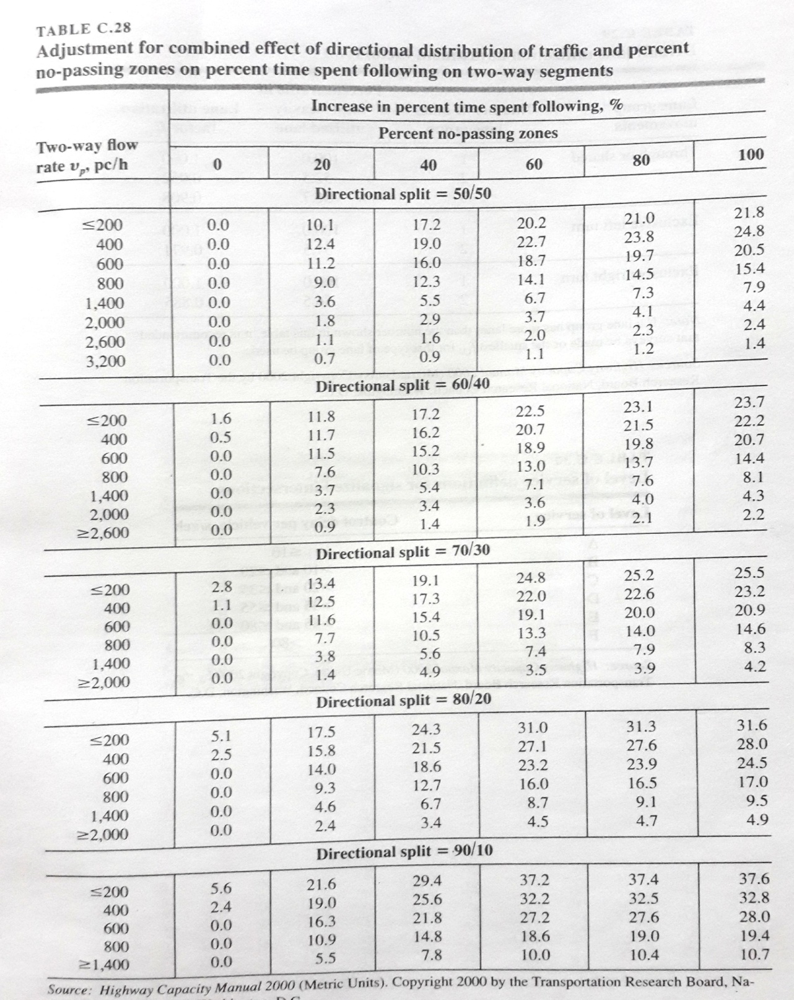 TABLE C.28
Adjustment for combined effect of directional distribution of traffic and percent
no-passing zones on percent time spent following on two-way segments
Increase in percent time spent following, %
Percent no-passing zones
Two-way flow
rate vp, pc/h 0 20 40 60 80 100
Directional split = 50/50
≤200 0.0 10.1 17.2 20.2 21.0 21.8
400 0.0 12.4 19.0 22.7 23.8 24.8
600 0.0 11.2 16.0 18.7 19.7 20.5
800 0.0 9.0 12.3 14.1 14.5 15.4
1,400 0.0 3.6 5.5 6.7 7.3 7.9
2,000 0.0 1.8 2.9 3.7 4.1 4.4
2,600 0.0 1.1 1.6 2.0 2.3 2.4
3,200 0.0 0.7 0.9 1.1 1.2 1.4
Directional split = 60/40
≤200 1.6 11.8 17.2 22.5 23.1 23.7
400 0.5 11.7 16.2 20.7 21.5 22.2
600 0.0 11.5 15.2 18.9 19.8 20.7
800 0.0 7.6 10.3 13.0 13.7 14.4
1,400 0.0 3.7 5.4 7.1 7.6 8.1
2,000 0.0 2.3 3.4 3.6 4.0 4.3
≥2,600 0.0 0.9 1.4 1.9 2.1 2.2
Directional split = 70/30
≤200 2.8 13.4 19.1 24.8 25.2 25.5
400 1.1 12.5 17.3 22.0 22.6 23.2
600 0.0 11.6 15.4 19.1 20.0 20.9
800 0.0 7.7 10.5 13.3 14.0 14.6
1,400 0.0 3.8 5.6 7.4 7.9 8.3
≥2,000 0.0 1.4 4.9 3.5 3.9 4.2
Directional split = 80/20
≤200 5.1 17.5 24.3 31.0 31.3 31.6
400 2.5 15.8 21.5 27.1 27.6 28.0
600 0.0 14.0 18.6 23.2 23.9 24.5
800 0.0 9.3 12.7 16.0 16.5 17.0
1,400 0.0 4.6 6.7 8.7 9.1 9.5
≥2,000 0.0 2.4 3.4 4.5 4.7 4.9
Directional split = 90/10
≤200 5.6 21.6 29.4 37.2 37.4 37.6
400 2.4 19.0 25.6 32.2 32.5 32.8
600 0.0 16.3 21.8 27.2 27.6 28.0
800 0.0 10.9 14.8 18.6 19.0 19.4
≥1,400 0.0 5.5 7.8 10.0 10.4 10.7
Source: Highway Capacity Manual 2000 (Metric Units). Copyright 2000 by the Transportation Research Board, Na-